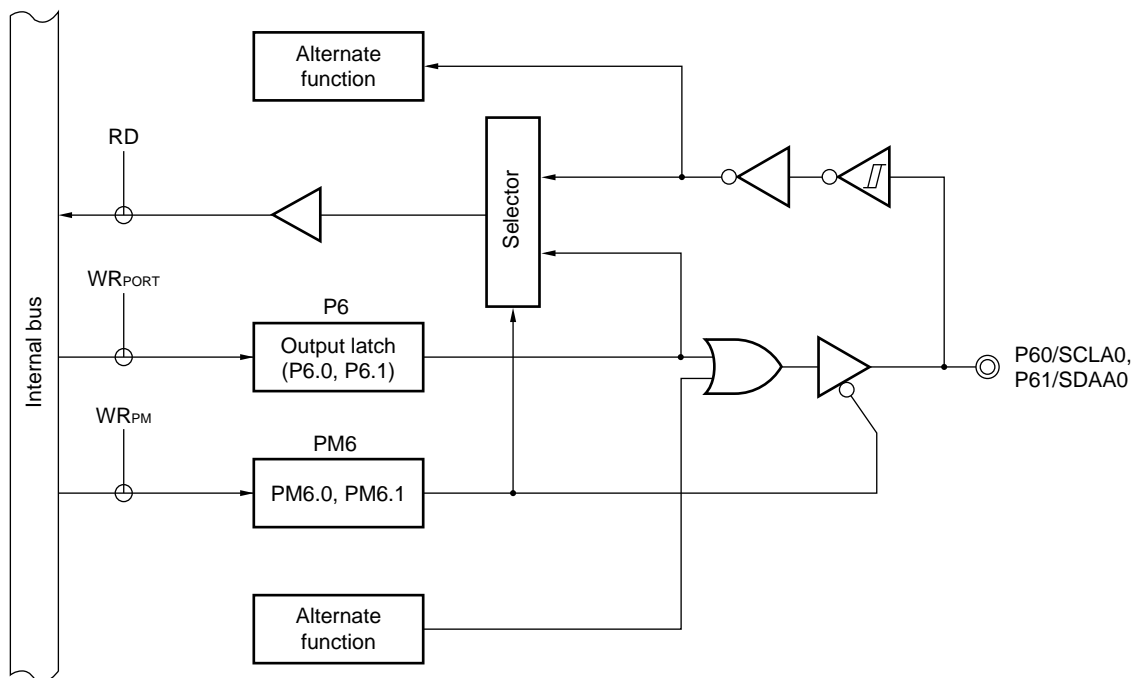 Alternate
function
RD
Selector
WRPORT
P6
Output latch
(P6.0, P6.1)
Internal bus
P60/SCLA0,
P61/SDAA0
WRPM
PM6
PM6.0, PM6.1
Alternate
function